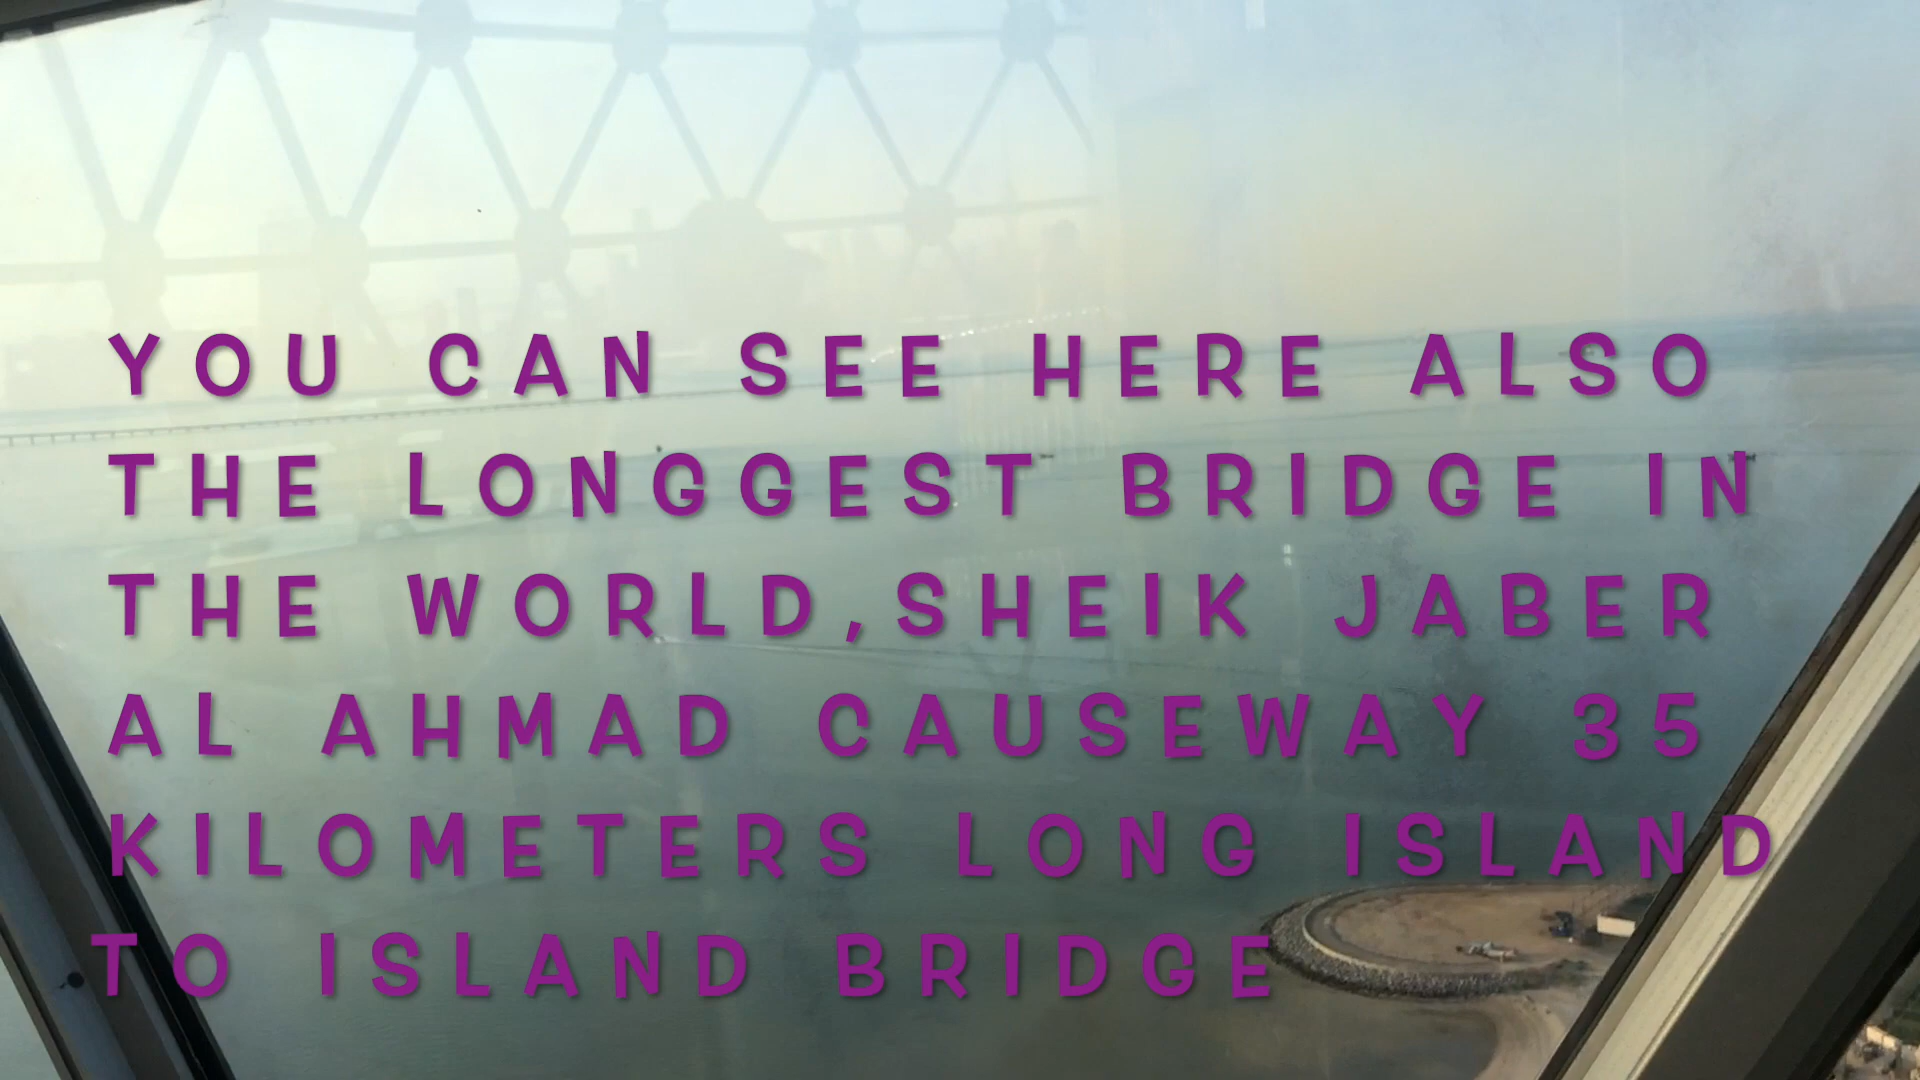 YOU CAN SEE HERE ALSO
THE LONGGEST BRIDGE IN
THE WORLD,SHEIK JABER
AL AHMAD CAUSEWAY 35
KILOMETERS LONG ISLAND
TO ISLAND BRIDGE